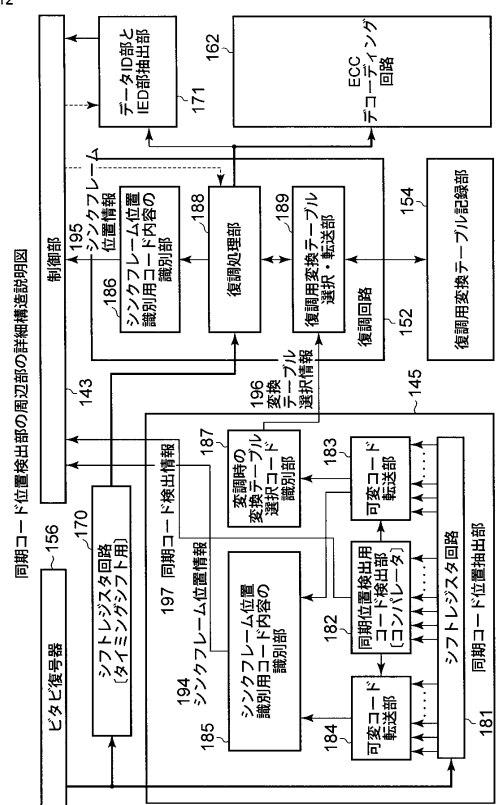 12
同期コード位置検出部の周辺部の詳細構造説明図
ビタビ復号器
156
143
制御部
170
シフトレジスタ回路
〔タイミングシフト用〕
197 同期コード検出情報
194
シンクフレーム位置情報
195
シンクフレーム
位置情報
データID部と
IED部抽出部
171
162
ECC
デコーディング
回路
186
シンクフレーム位置
識別用コード内容の
識別部
188
復調処理部
189
復調用変換テーブル
選択・転送部
復調回路
152
154
復調用変換テーブル記録部
196
変換
テーブル
選択情報
145
185
シンクフレーム位置
識別用コード内容の
識別部
187
変調時の
変換テーブル
選択コード
識別部
184
可変コード
転送部
182
同期位置検出用
コード検出部
〔コンパレータ〕
183
可変コード
転送部
シフトレジスタ回路
181
同期コード位置抽出部